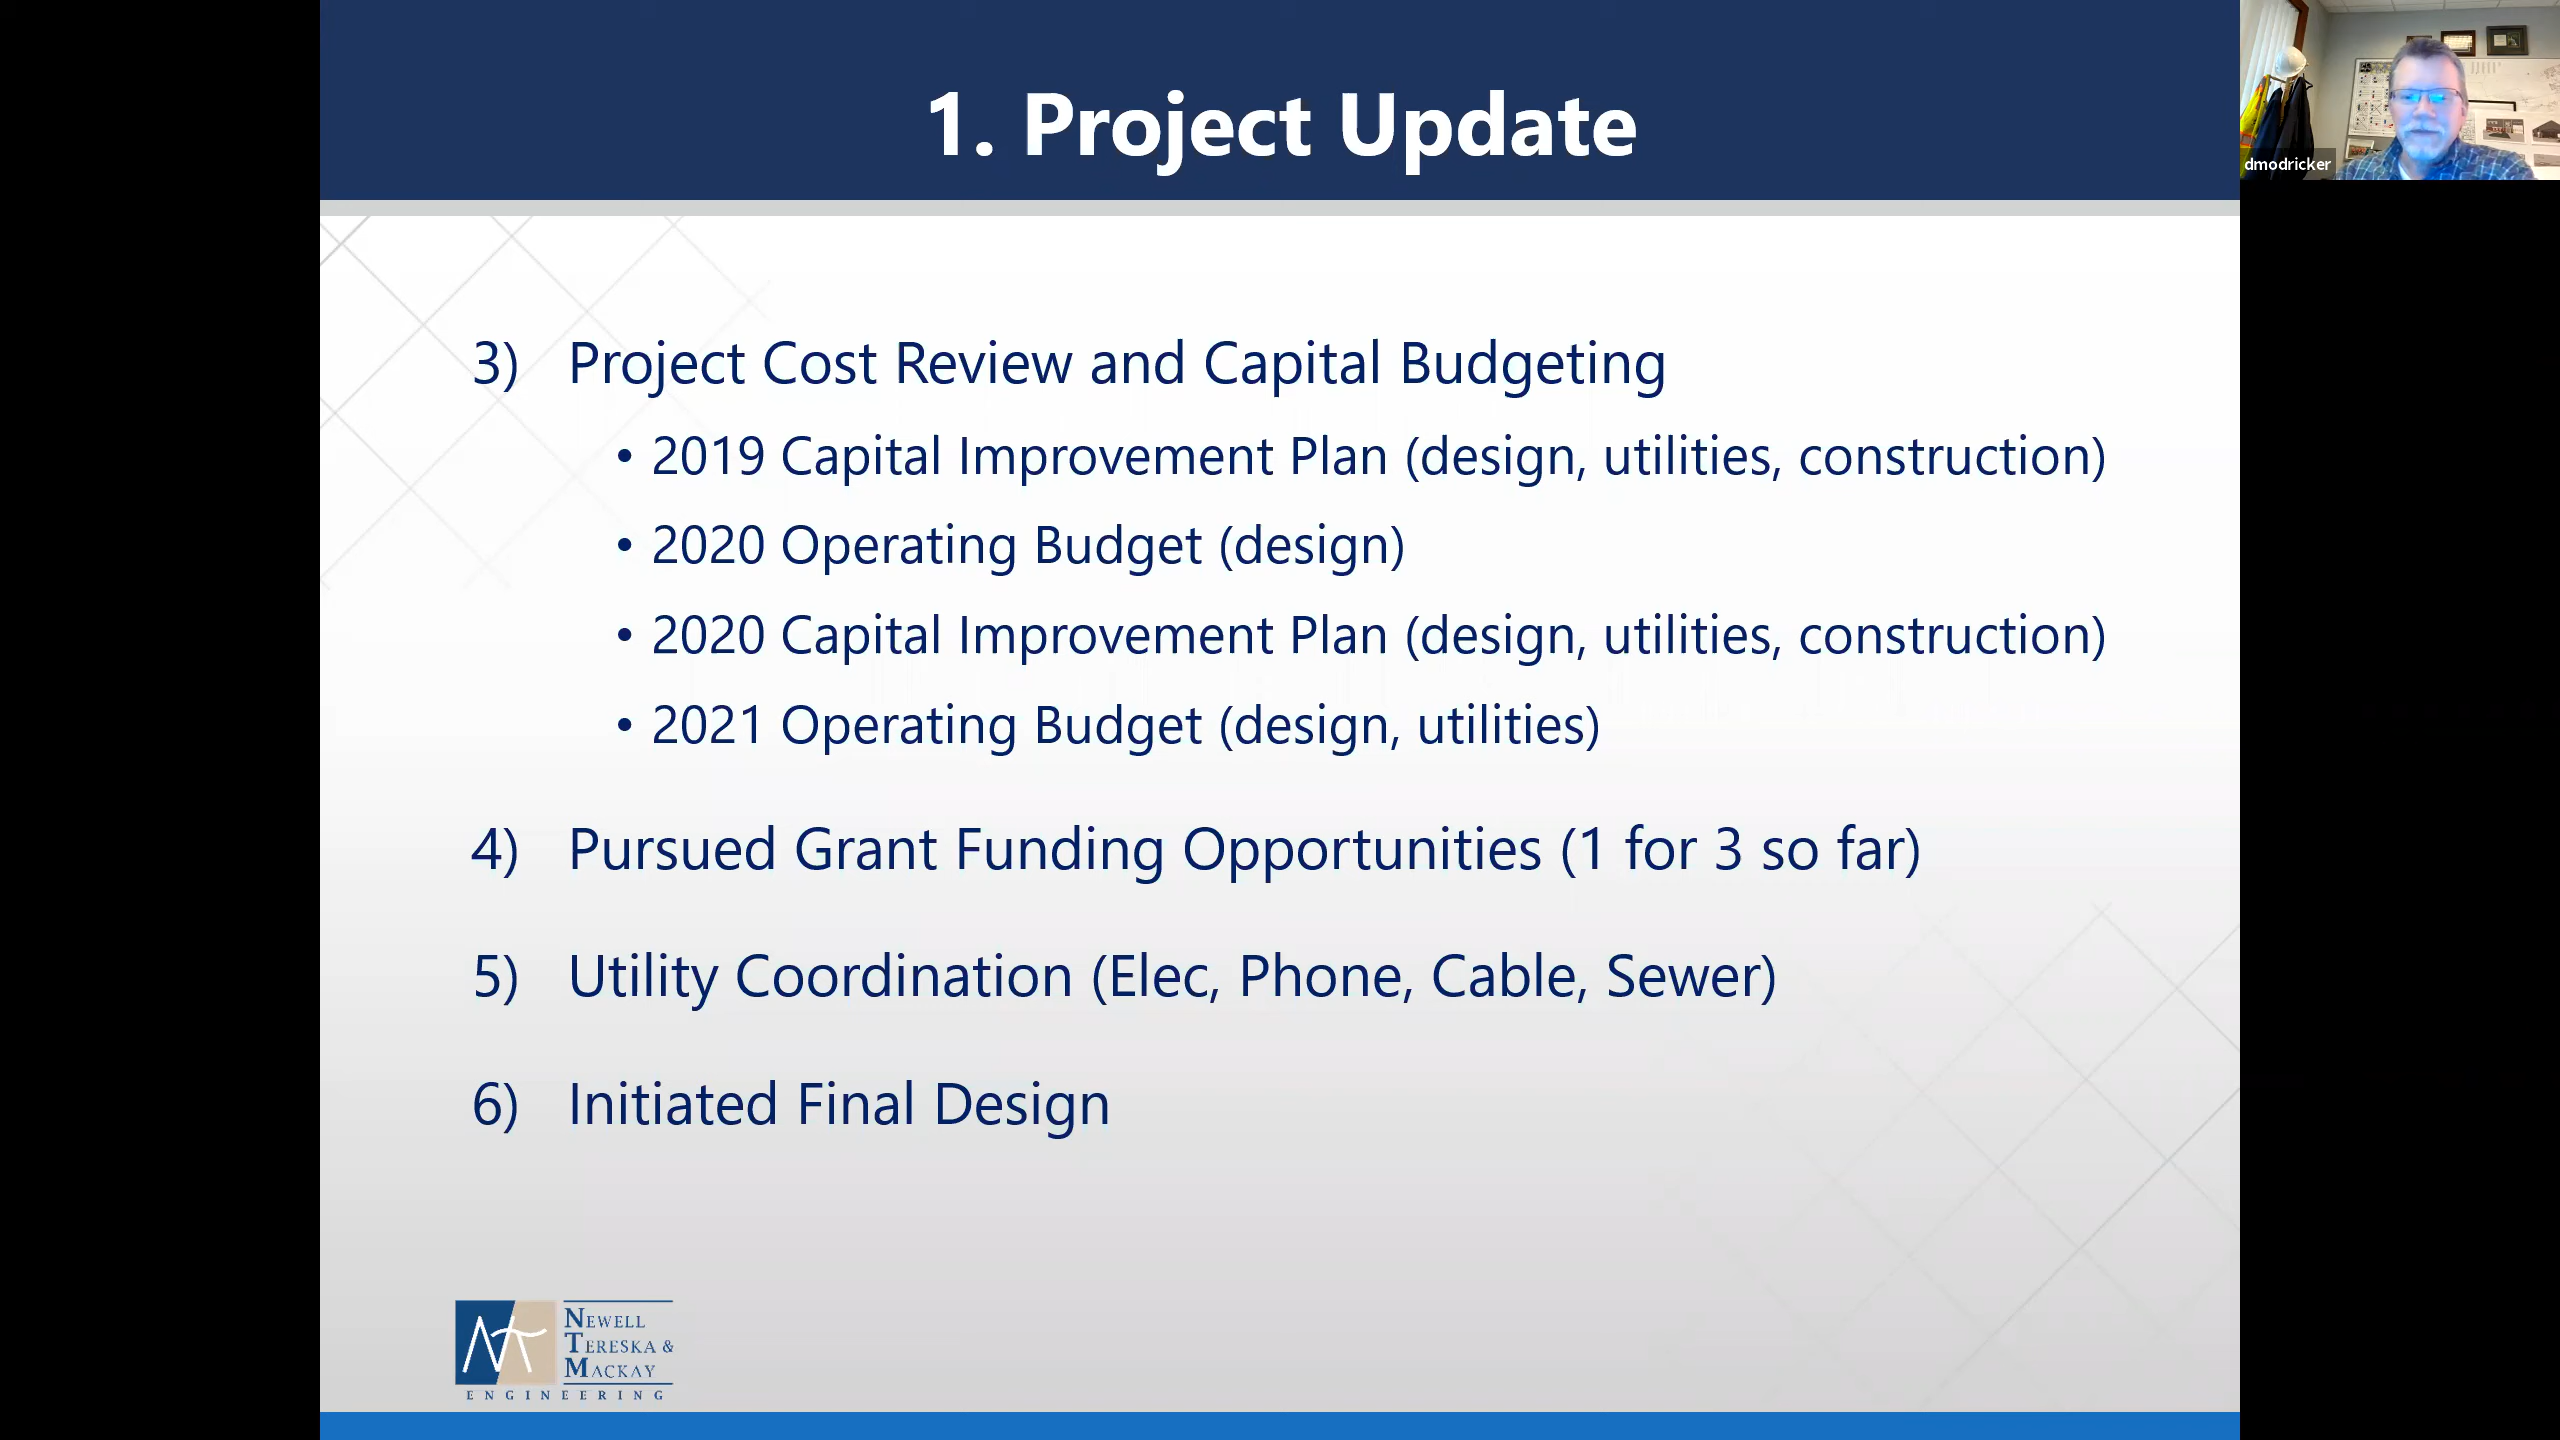 1. Project Update
dmodricker
3) Project Cost Review and Capital Budgeting
• 2019 Capital Improvement Plan (design, utilities, construction)
• 2020 Operating Budget (design)
• 2020 Capital Improvement Plan (design, utilities, construction)
• 2021 Operating Budget (design, utilities)
4) Pursued Grant Funding Opportunities (1 for 3 so far)
5) Utility Coordination (Elec, Phone, Cable, Sewer)
6) Initiated Final Design
NEWELL
TERESKA &
MACKAY
ENGINEERING